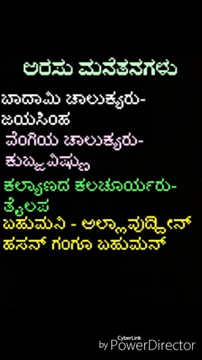 ಅರಸು ಮನೆತನಗಳು
ಬಾದಾಮಿ ಚಾಲುಕ್ಯರು-
ಜಯಸಿಂಹ
ವೆಂಗಿಯ ಚಾಲುಕ್ಯರು-
ಕುಬ್ಜವಿಷ್ಣು
ಕಲ್ಯಾಣದ ಕಲಚೂರ್ಯರು-
ತೈಲಪ
ಬಹುಮನಿ - ಅಲ್ಲಾವುದ್ದೀನ್
ಹಸನ್ ಗಂಗೂ ಬಹುಮನ್
CyberLink
by PowerDirector